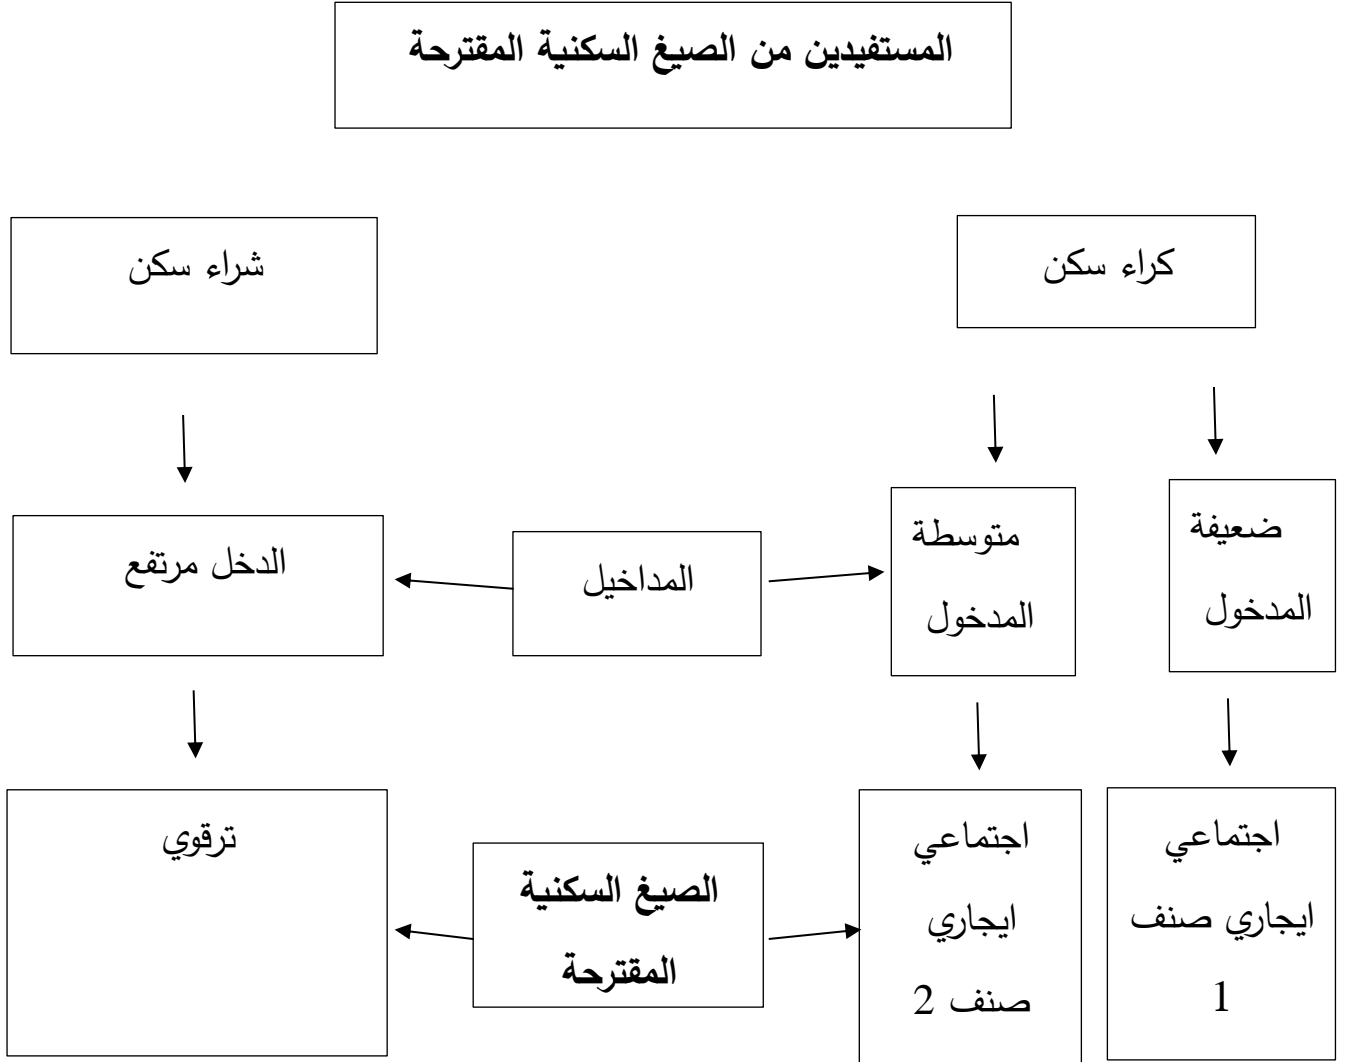 المستفيدين من الصيغ السكنية المقترحة
كراء سكن
شراء سكن
ضعيفة
المدخول
متوسطة
المدخول
المداخيل
الدخل مرتفع
اجتماعي
ايجاري صنف
1
اجتماعي
ايجاري
صنف 2
الصيغ السكنية
المقترحة
ترقوي